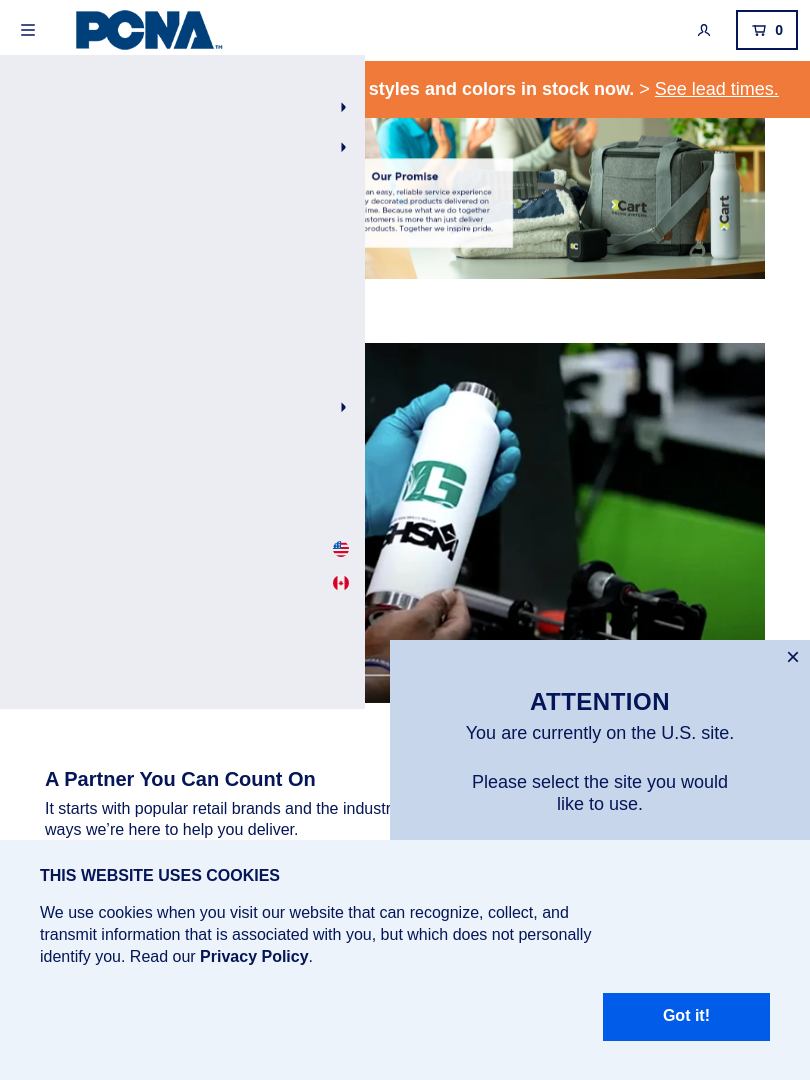 PCNA™
0
styles and colors in stock now. > See lead times.
Our Promise
an easy, reliable service experience
y decorated products delivered on
ime. Because what we do together
ustomers is more than just deliver
products. Together we inspire pride.
Cart
Cart
G
GHSM
A Partner You Can Count On
It starts with popular retail brands and the industr
ways we’re here to help you deliver.
×
ATTENTION
You are currently on the U.S. site.
Please select the site you would
like to use.
THIS WEBSITE USES COOKIES
We use cookies when you visit our website that can recognize, collect, and
transmit information that is associated with you, but which does not personally
identify you. Read our Privacy Policy.
Got it!